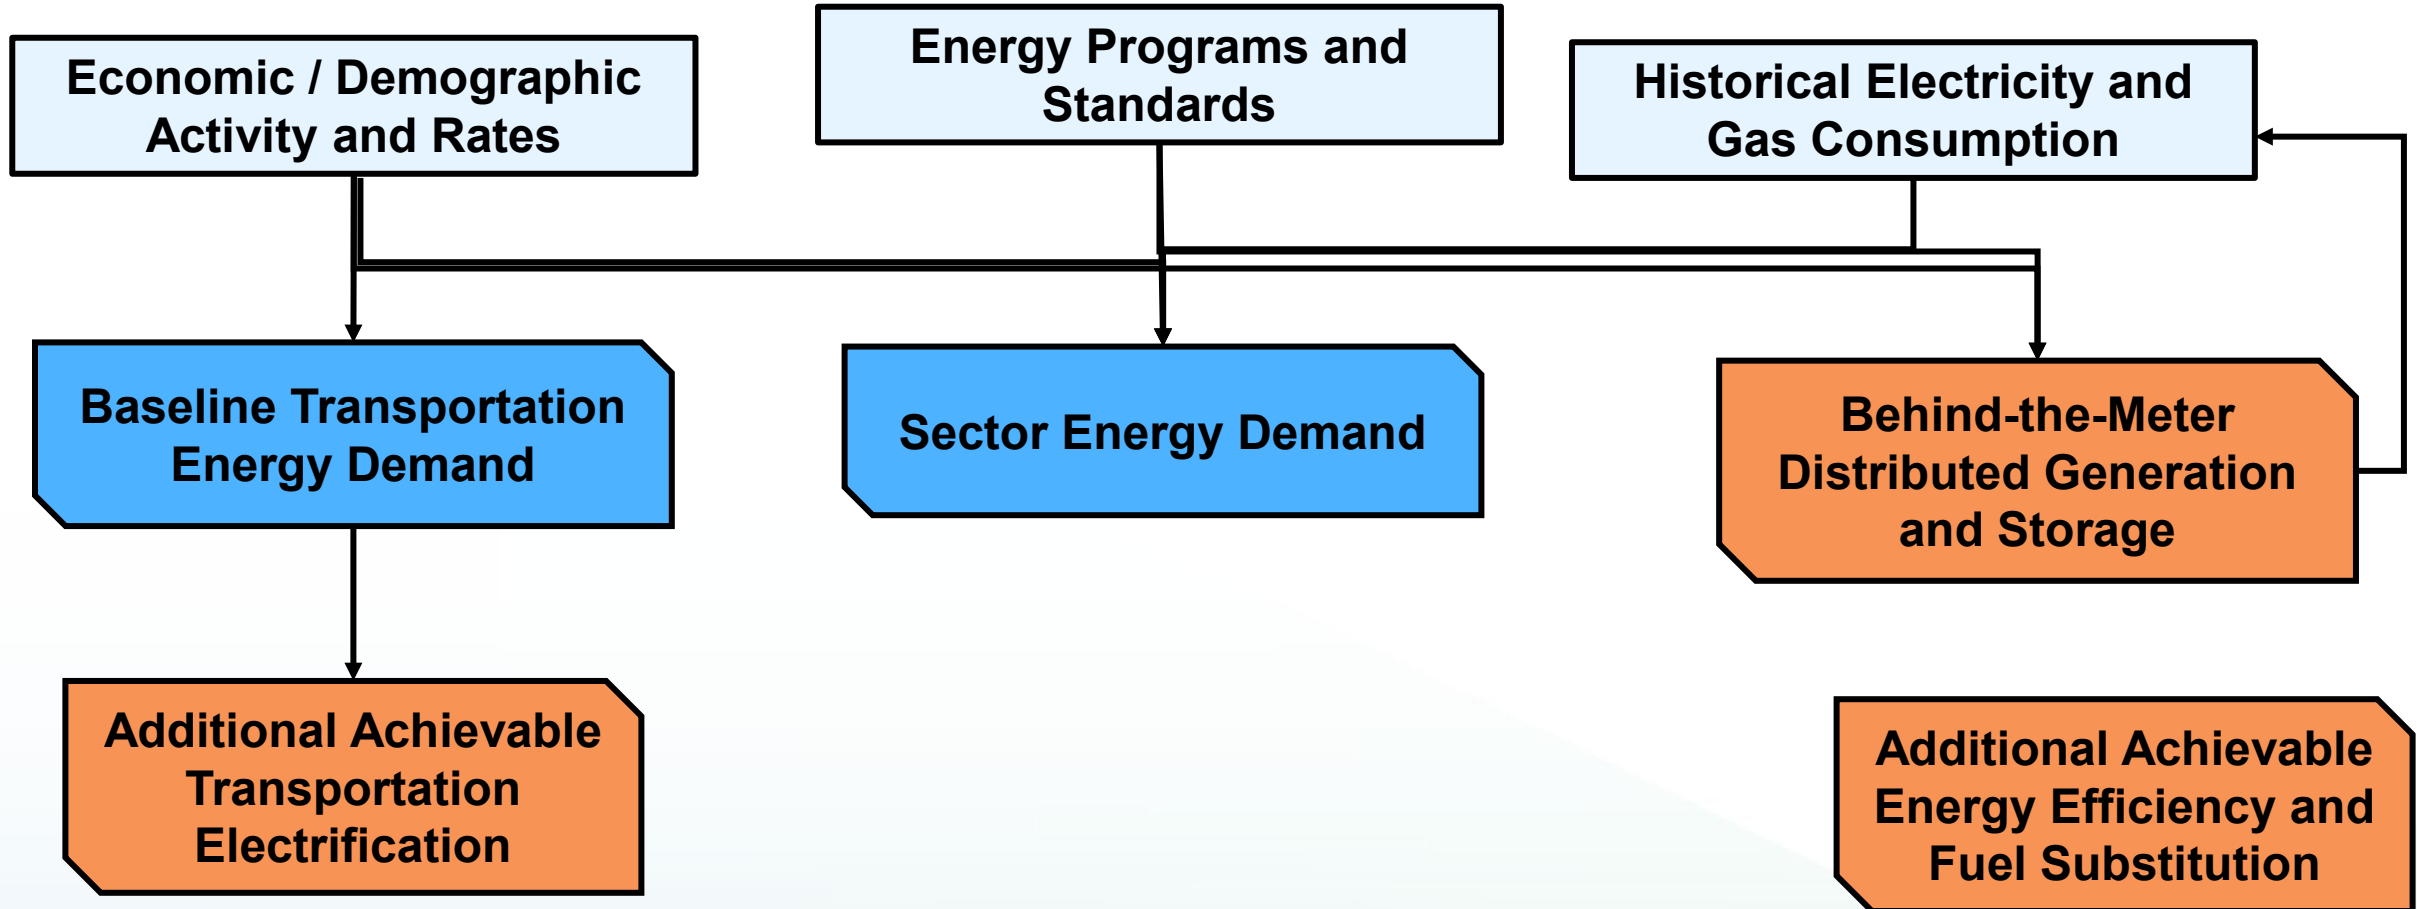 Economic / Demographic
Activity and Rates
Energy Programs and
Standards
Historical Electricity and
Gas Consumption
Baseline Transportation
Energy Demand
Sector Energy Demand
Behind-the-Meter
Distributed Generation
and Storage
Additional Achievable
Transportation
Electrification
Additional Achievable
Energy Efficiency and
Fuel Substitution